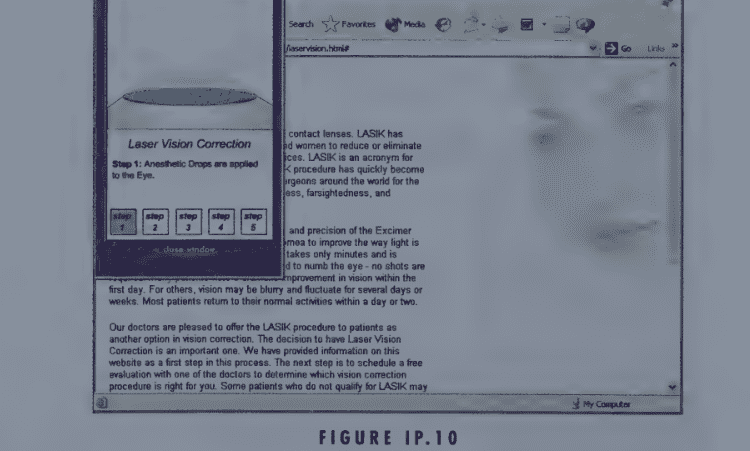 Search Favorites Media
/laservision.html# Go Links »
contact lenses. LASIK has
women to reduce or eliminate
LASIK is an acronym for
procedure has quickly become
around the world for the
farsightedness, and
Laser Vision Correction
Step 1: Anesthetic Drops are applied
to the Eye.
step 1
step 2
step 3
step 4
step 5
close window
and precision of the Excimer
to improve the way light is
takes only minutes and is
to numb the eye - no shots are
improvement in vision within the
first day. For others, vision may be blurry and fluctuate for several days or
weeks. Most patients return to their normal activities within a day or two.
Our doctors are pleased to offer the LASIK procedure to patients as
another option in vision correction. The decision to have Laser Vision
Correction is an important one. We have provided information on this
website as a first step in this process. The next step is to schedule a free
evaluation with one of the doctors to determine which vision correction
procedure is right for you. Some patients who do not qualify for LASIK may
My Computer
FIGURE IP.10